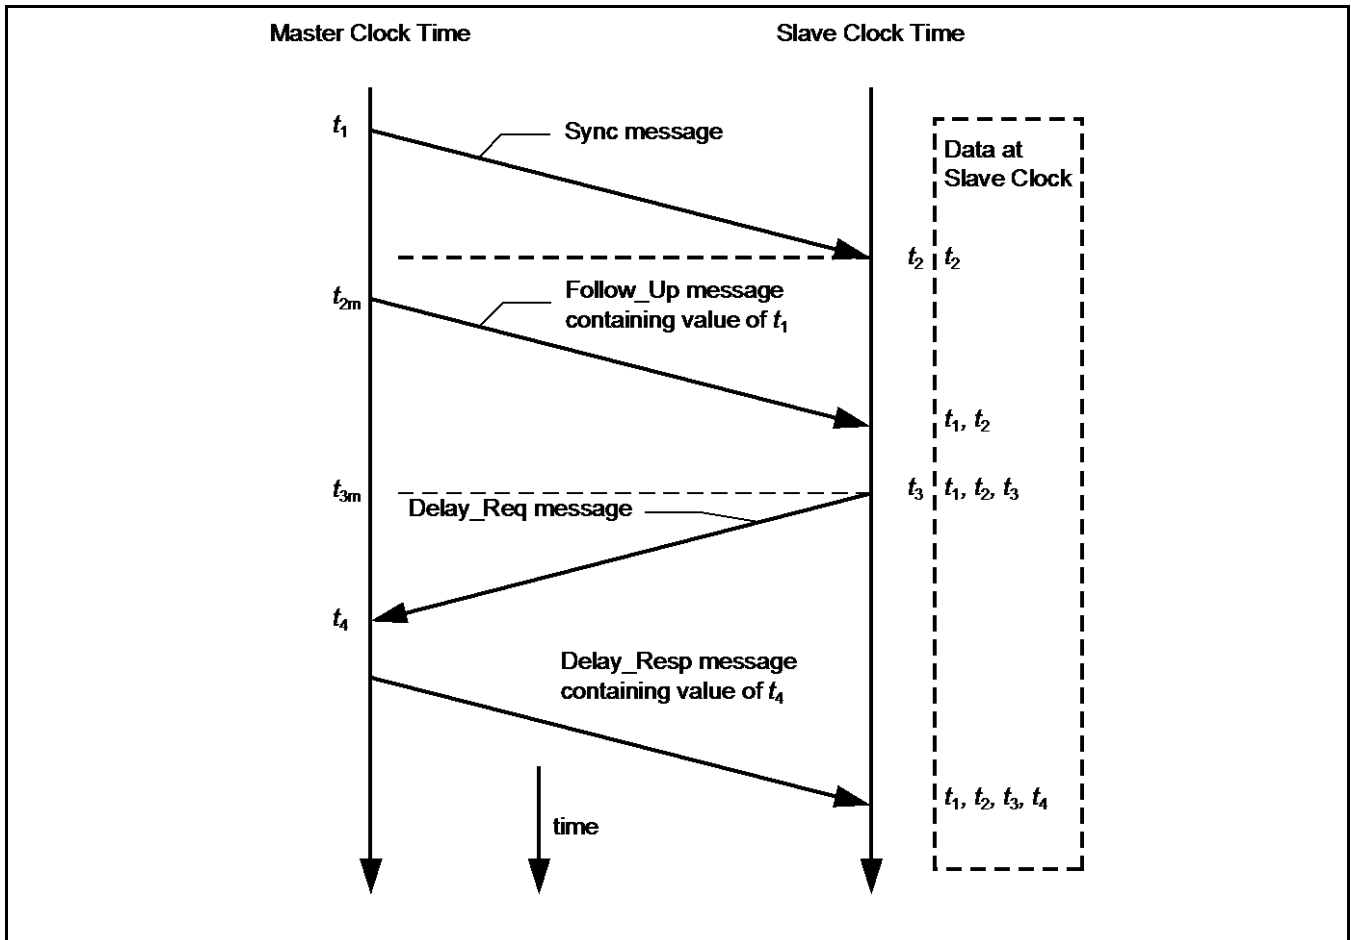 Master Clock Time
Slave Clock Time
t1
Sync message
Data at
Slave Clock
t2
t2
t2m
Follow_Up message
containing value of t1
t1, t2
t3m
t3
t1, t2, t3
Delay_Req message
t4
Delay_Resp message
containing value of t4
t1, t2, t3, t4
time